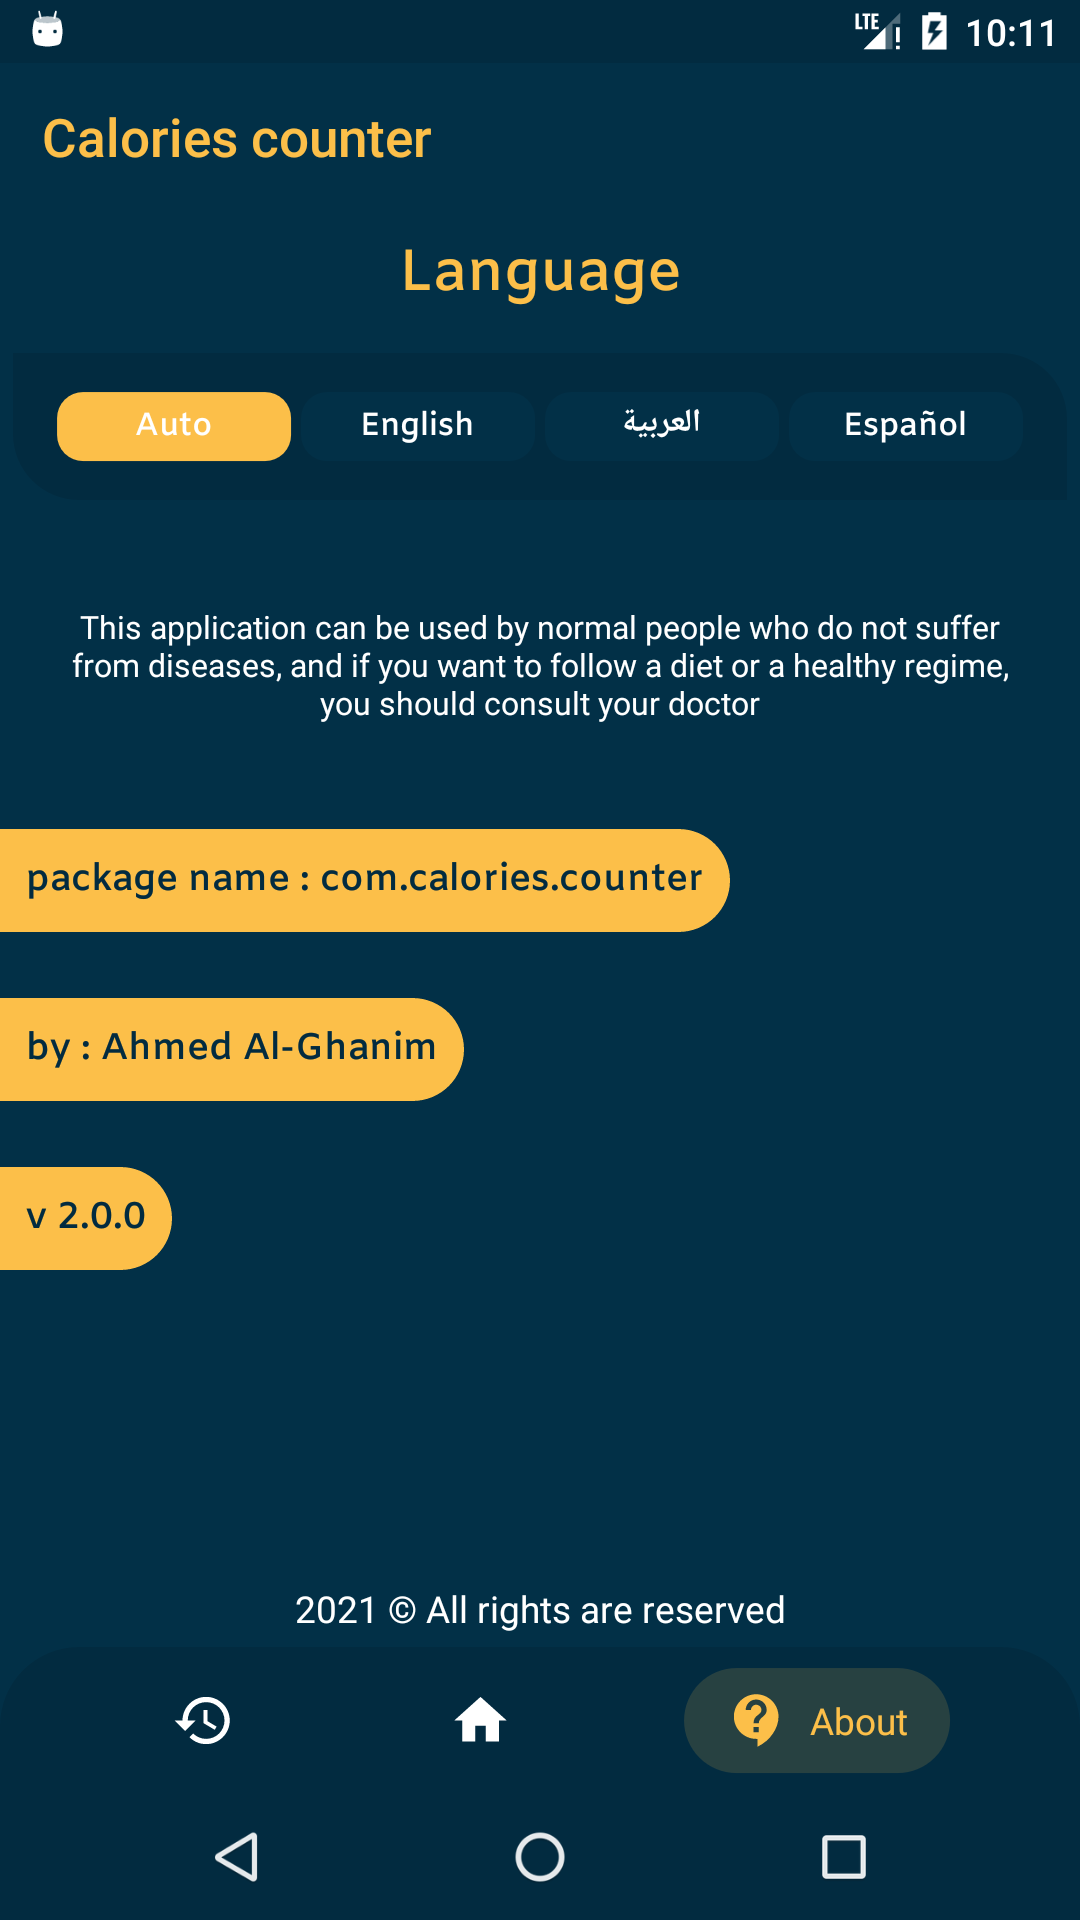 LTE 10:11
Calories counter
Language
Auto English العربية Español
This application can be used by normal people who do not suffer
from diseases, and if you want to follow a diet or a healthy regime,
you should consult your doctor
package name : com.calories.counter
by : Ahmed Al-Ghanim
v 2.0.0
2021 © All rights are reserved
About